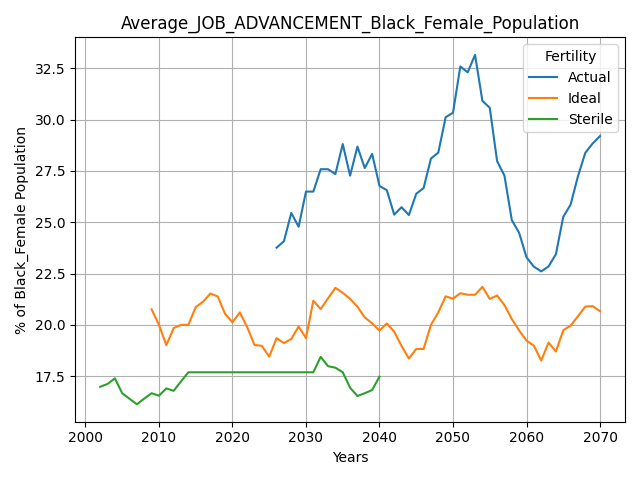 Average_JOB_ADVANCEMENT_Black_Female_Population
Fertility
Actual
Ideal
Sterile
% of Black_Female Population
32.5
30.0
27.5
25.0
22.5
20.0
17.5
2000 2010 2020 2030 2040 2050 2060 2070
Years